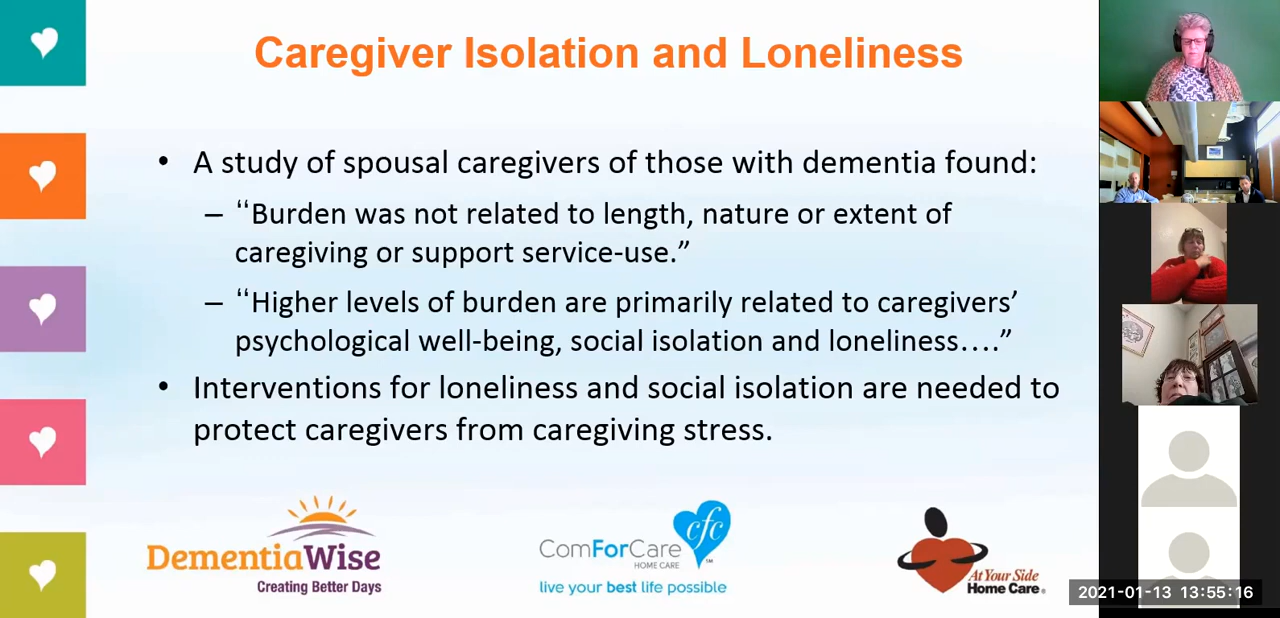 Caregiver Isolation and Loneliness
• A study of spousal caregivers of those with dementia found:
– “Burden was not related to length, nature or extent of
caregiving or support service-use.”
– “Higher levels of burden are primarily related to caregivers’
psychological well-being, social isolation and loneliness….”
• Interventions for loneliness and social isolation are needed to
protect caregivers from caregiving stress.
DementiaWise
Creating Better Days
cfc
ComForCare
HOME CARE
live your best life possible
At Your Side
Home Care
2021-01-13 13:55:16